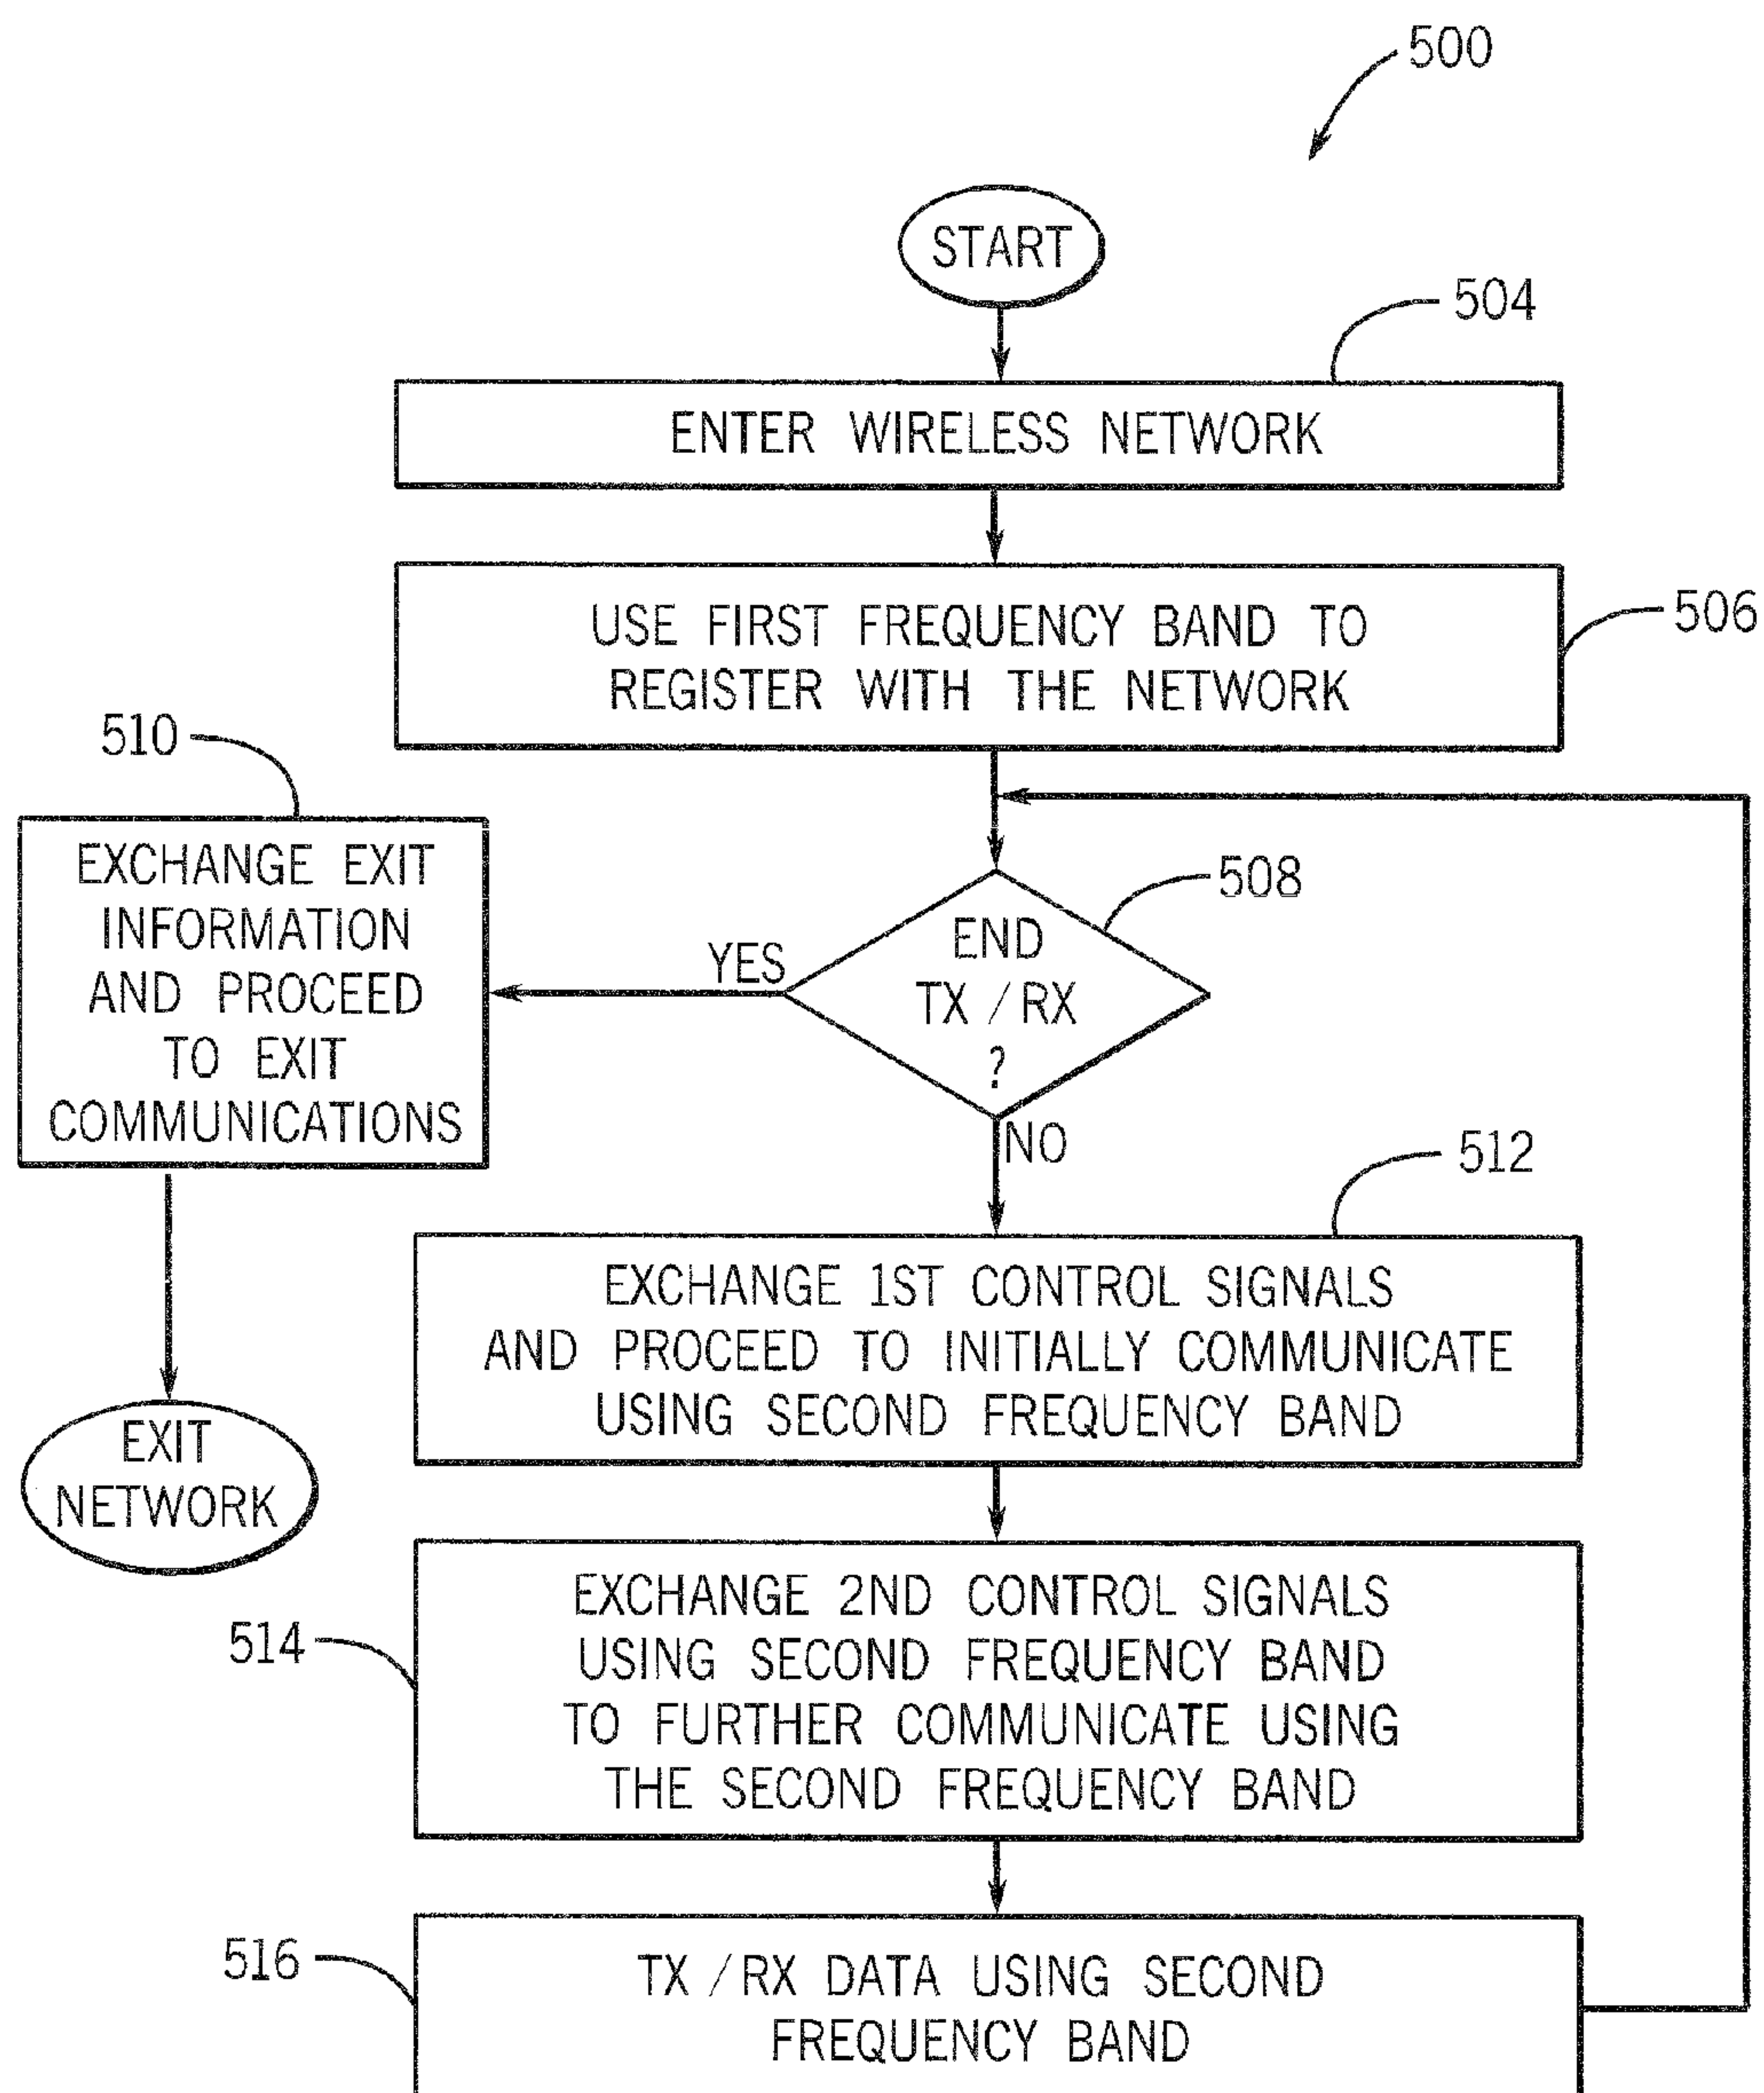 500
START
504
ENTER WIRELESS NETWORK
506
USE FIRST FREQUENCY BAND TO
REGISTER WITH THE NETWORK
510
EXCHANGE EXIT
INFORMATION
AND PROCEED
TO EXIT
COMMUNICATIONS
508
END
TX / RX
?
YES
NO
EXIT
NETWORK
512
EXCHANGE 1ST CONTROL SIGNALS
AND PROCEED TO INITIALLY COMMUNICATE
USING SECOND FREQUENCY BAND
514
EXCHANGE 2ND CONTROL SIGNALS
USING SECOND FREQUENCY BAND
TO FURTHER COMMUNICATE USING
THE SECOND FREQUENCY BAND
516
TX / RX DATA USING SECOND
FREQUENCY BAND